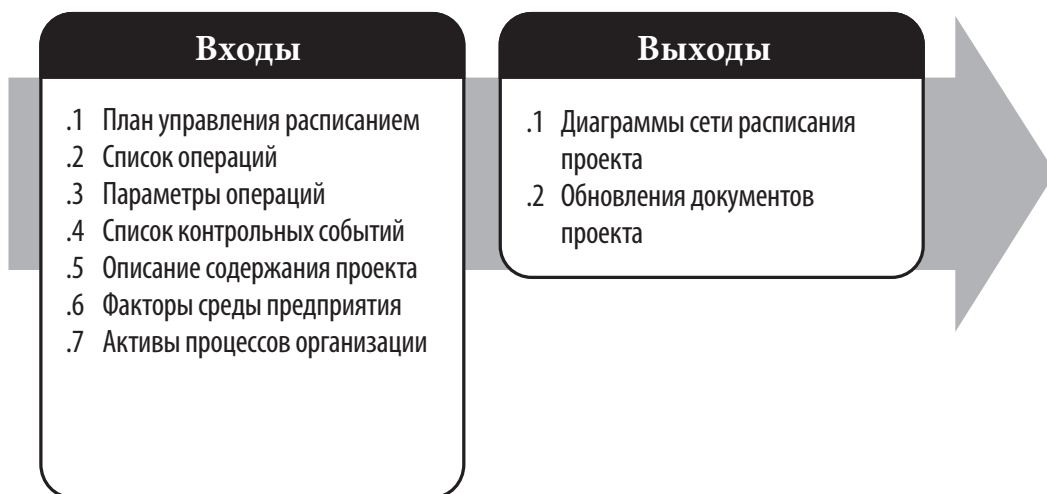 Входы
.1 План управления расписанием
.2 Список операций
.3 Параметры операций
.4 Список контрольных событий
.5 Описание содержания проекта
.6 Факторы среды предприятия
.7 Активы процессов организации
Выходы
.1 Диаграммы сети расписания
проекта
.2 Обновления документов
проекта